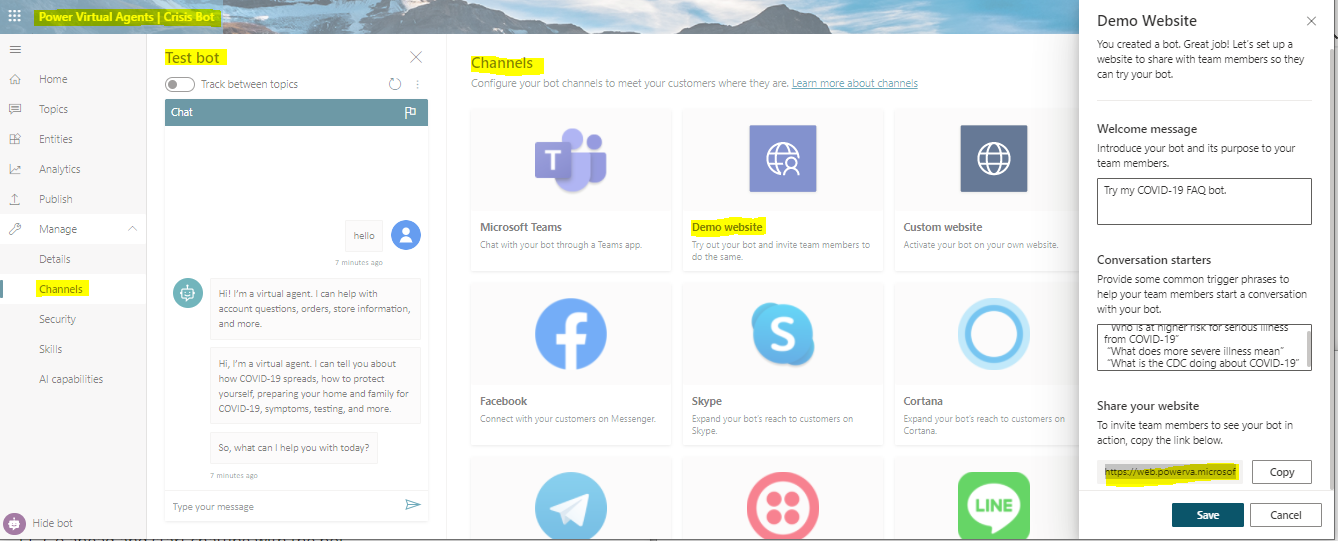 Power Virtual Agents | Crisis Bot
Home
Topics
Entities
Analytics
Publish
Manage
Details
Channels
Security
Skills
AI capabilities
Hide bot
Test bot
Track between topics
Chat
hello
7 minutes ago
Hi! I'm a virtual agent. I can help with
account questions, orders, store information,
and more.
Hi, I'm a virtual agent. I can tell you about
how COVID-19 spreads, how to protect
yourself, preparing your home and family for
COVID-19, symptoms, testing, and more.
So, what can I help you with today?
7 minutes ago
Type your message
Channels
Configure your bot channels to meet your customers where they are. Learn more about channels
T
Microsoft Teams
Chat with your bot through a Teams app.
Demo website
Try out your bot and invite team members to
do the same.
Custom website
Activate your bot on your own website.
Facebook
Connect with your customers on Messenger.
Skype
Expand your bot's reach to customers on
Skype.
Cortana
Expand your bot's reach to customers on
Cortana.
LINE
Demo Website
You created a bot. Great job! Let's set up a
website to share with team members so they
can try your bot.
Welcome message
Introduce your bot and its purpose to your
team members.
Try my COVID-19 FAQ bot.
Conversation starters
Provide some common trigger phrases to
help your team members start a conversation
with your bot.
"Who is at higher risk for serious illness
from COVID-19"
"What does more severe illness mean"
"What is the CDC doing about COVID-19"
Share your website
To invite team members to see your bot in
action, copy the link below.
https://web.powerva.microsof
Copy
Save
Cancel